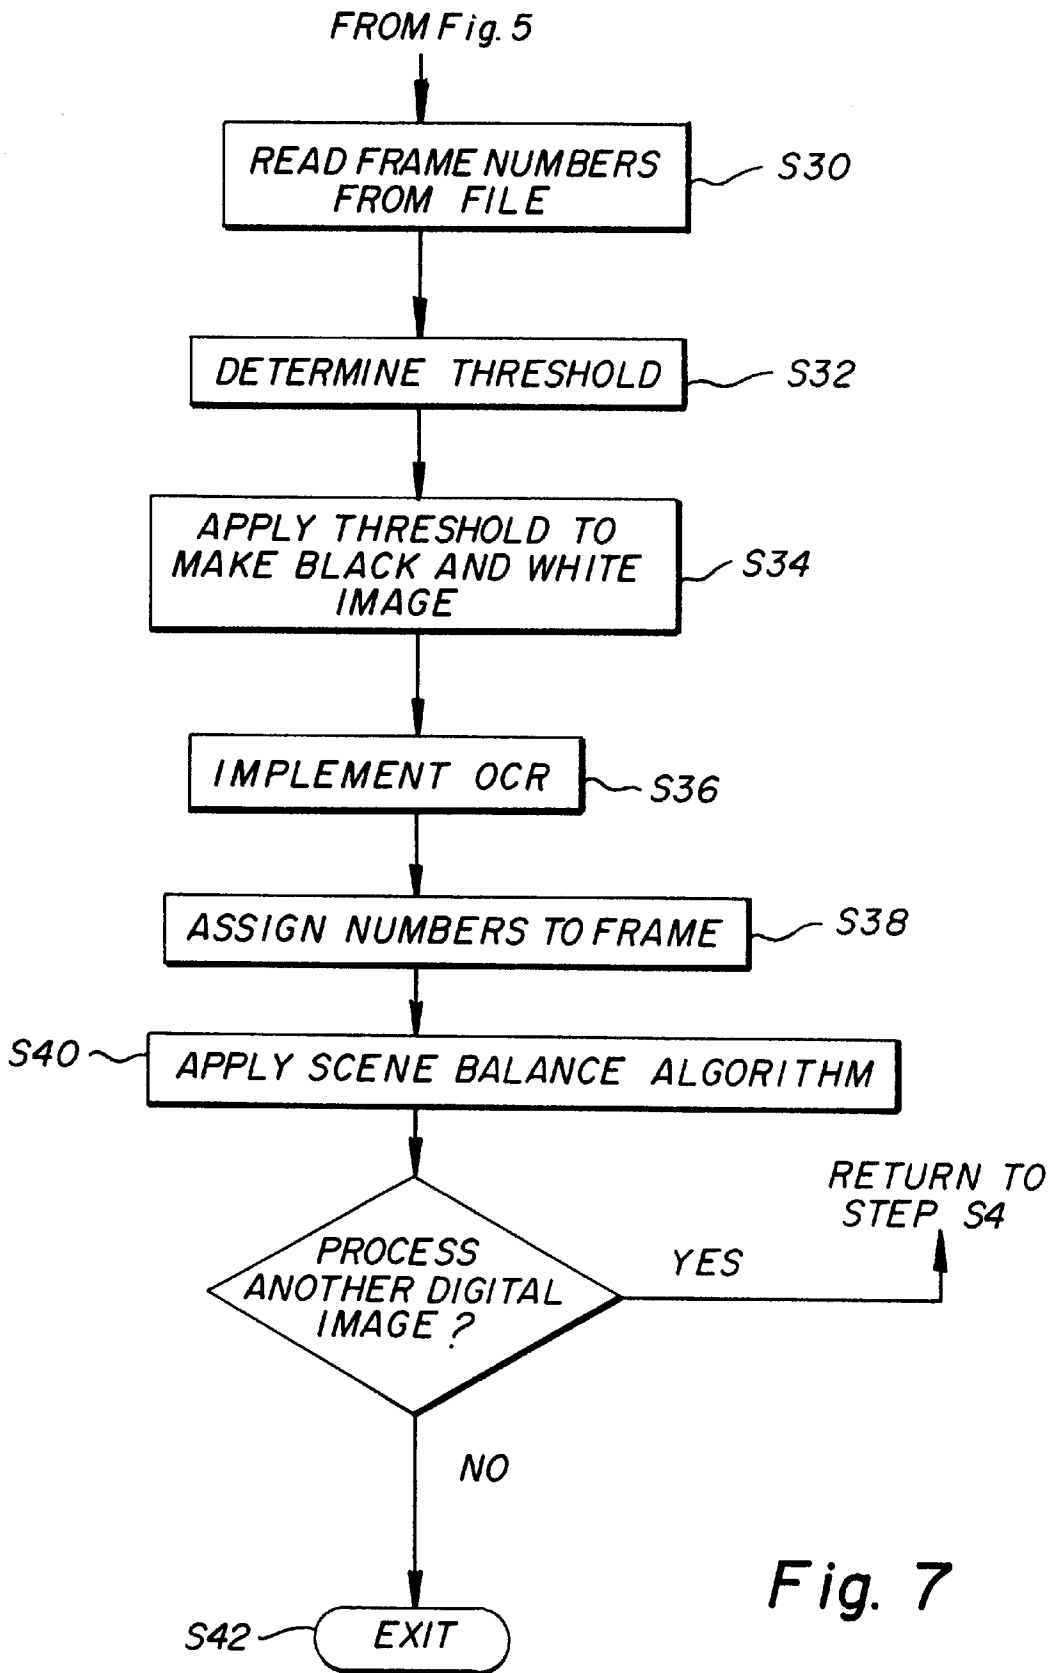 FROM Fig. 5
READ FRAME NUMBERS
FROM FILE
S30
DETERMINE THRESHOLD
S32
APPLY THRESHOLD TO
MAKE BLACK AND WHITE
IMAGE
S34
IMPLEMENT OCR
S36
ASSIGN NUMBERS TO FRAME
S38
S40
APPLY SCENE BALANCE ALGORITHM
RETURN TO
STEP S4
PROCESS
ANOTHER DIGITAL
IMAGE ?
YES
NO
S42
EXIT
Fig. 7